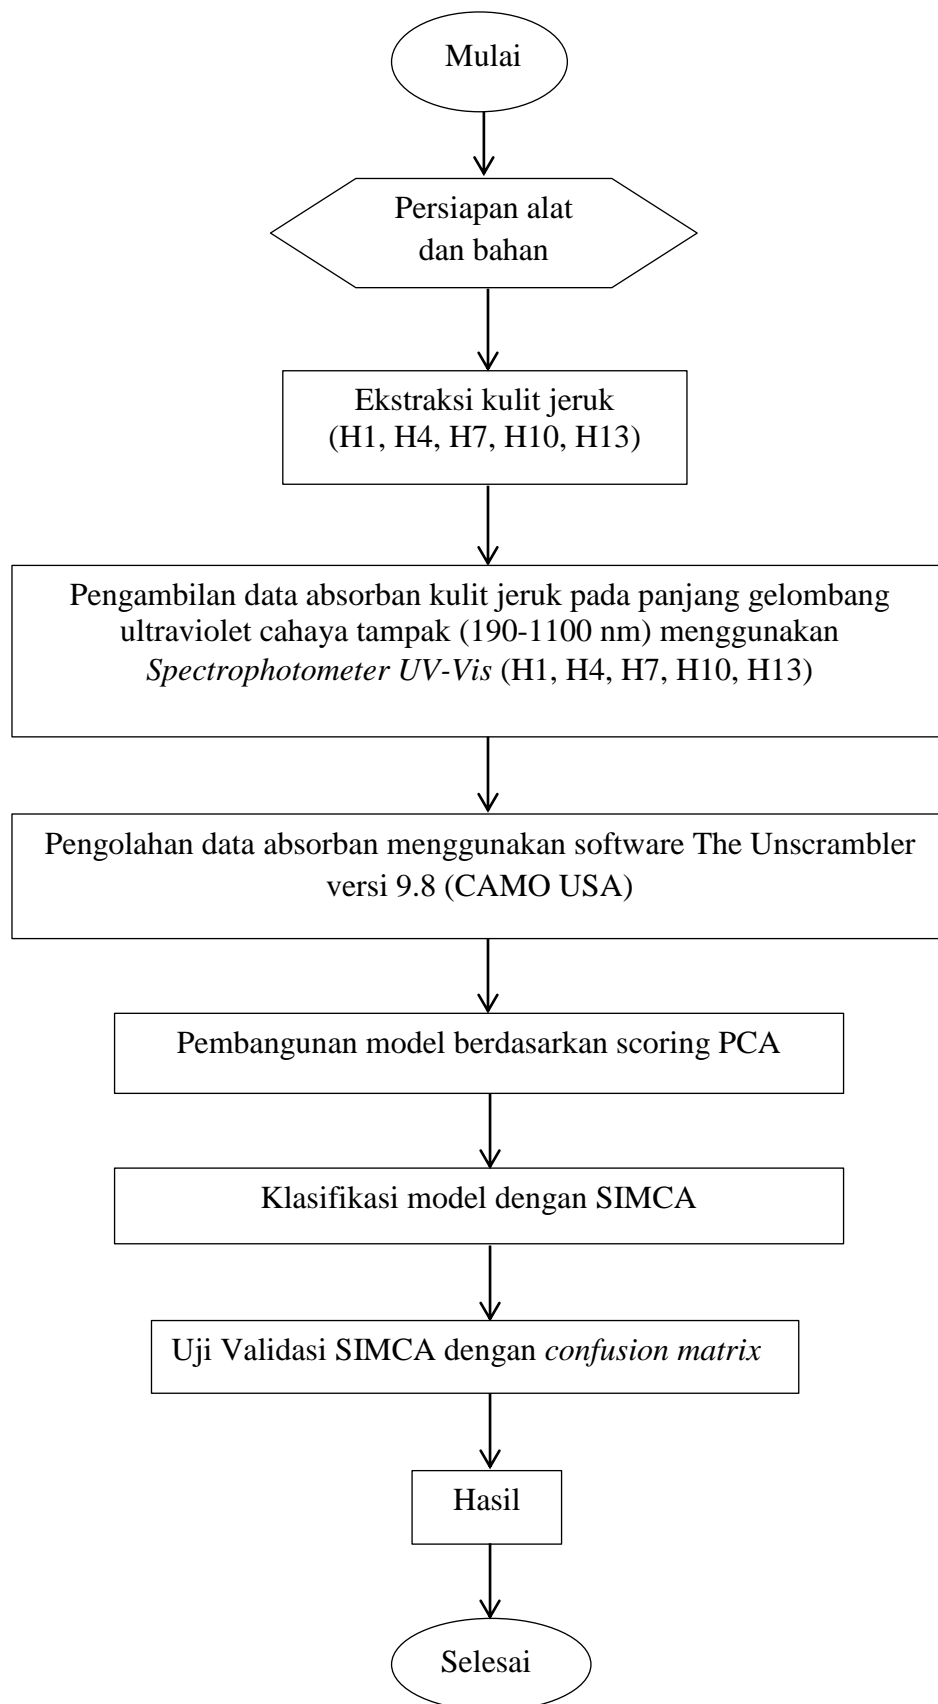 Mulai
Persiapan alat
dan bahan
Ekstraksi kulit jeruk
(H1, H4, H7, H10, H13)
Pengambilan data absorban kulit jeruk pada panjang gelombang
ultraviolet cahaya tampak (190-1100 nm) menggunakan
Spectrophotometer UV-Vis (H1, H4, H7, H10, H13)
Pengolahan data absorban menggunakan software The Unscrambler
versi 9.8 (CAMO USA)
Pembangunan model berdasarkan scoring PCA
Klasifikasi model dengan SIMCA
Uji Validasi SIMCA dengan confusion matrix
Hasil
Selesai